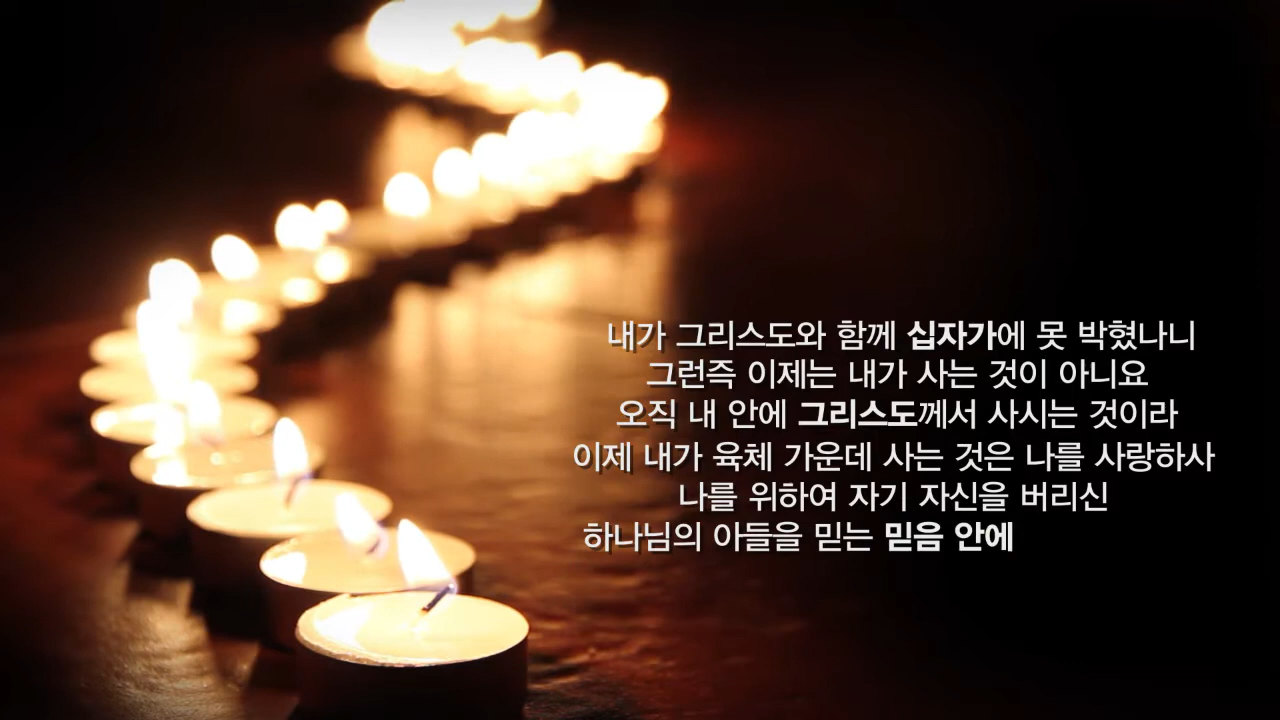 내가 그리스도와 함께 십자가에 못 박혔나니
그런즉 이제는 내가 사는 것이 아니요
오직 내 안에 그리스도께서 사시는 것이라
이제 내가 육체 가운데 사는 것은 나를 사랑하사
나를 위하여 자기 자신을 버리신
하나님의 아들을 믿는 믿음 안에